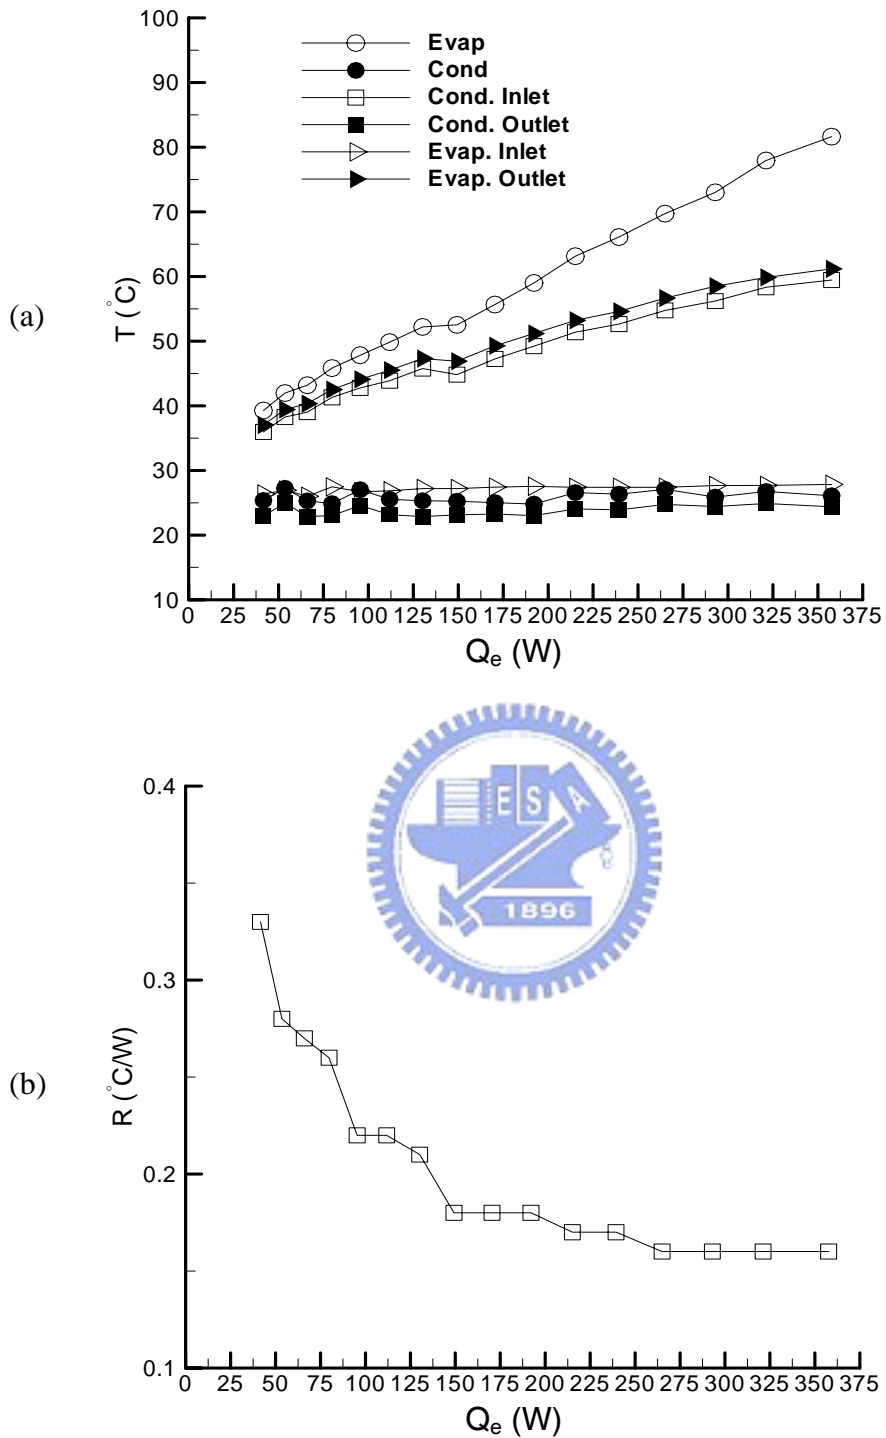 (a)
T (°C)
100
90
80
70
60
50
40
30
20
10
Evap
Cond
Cond. Inlet
Cond. Outlet
Evap. Inlet
Evap. Outlet
0 25 50 75 100 125 150 175 200 225 250 275 300 325 350 375
Qe (W)
(b)
R (°C/W)
0.4
0.3
0.2
0.1
E S A
1896
0 25 50 75 100 125 150 175 200 225 250 275 300 325 350 375
Qe (W)